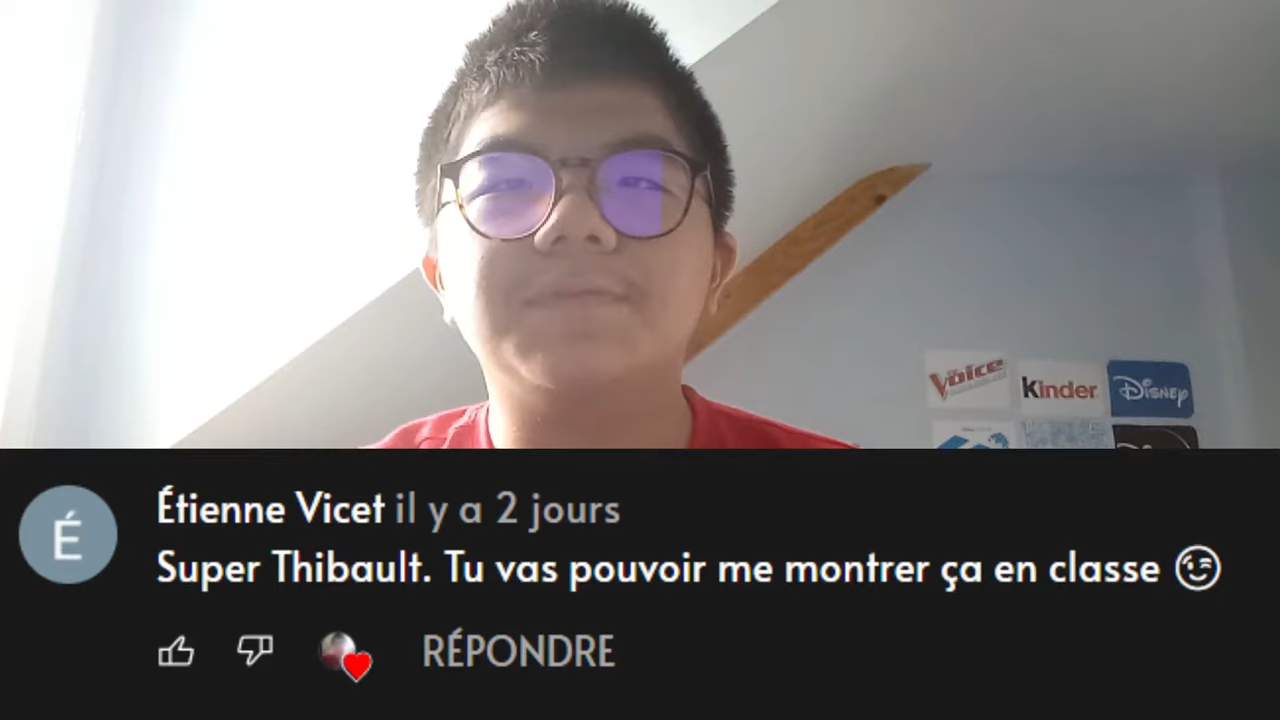 The Voice
Kinder
Disney
É
Étienne Vicet il y a 2 jours
Super Thibault. Tu vas pouvoir me montrer ça en classe 😉
RÉPONDRE